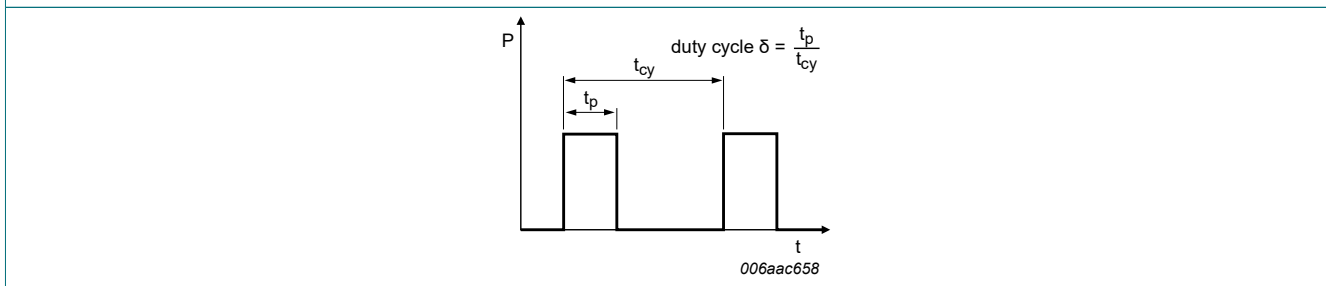 P
duty cycle δ = tp/tcy
tcy
tp
t
006aac658